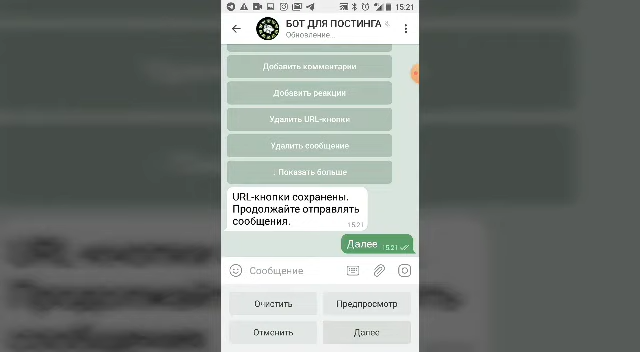 15.21
БОТ ДЛЯ ПОСТИНГА
Обновление
Добавить комментарии
Добавить реакции
Удалить URL-кнопки
Удалить сообщение
Показать больше
URL-кнопки сохранены.
Продолжайте отправлять
сообщения.
15.21
Далее 15.21
Сообщение
Очистить Предпросмотр
Отменить Далее